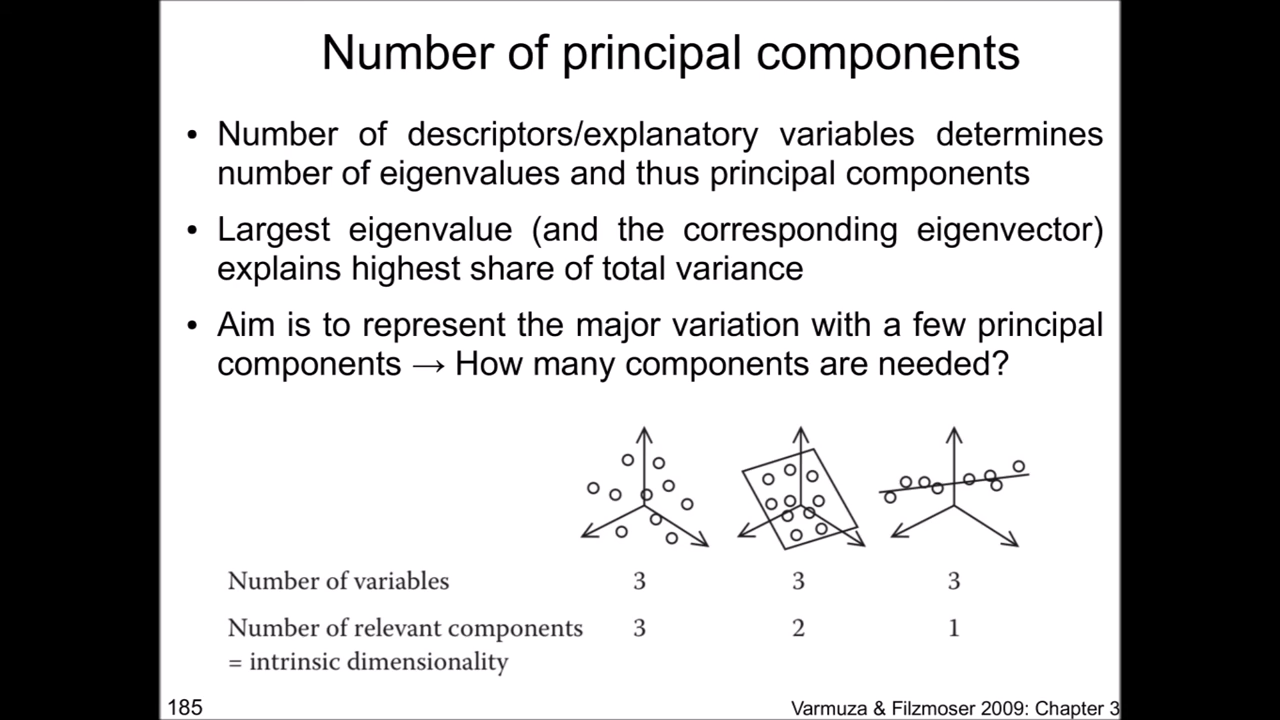 Number of principal components
• Number of descriptors/explanatory variables determines
number of eigenvalues and thus principal components
• Largest eigenvalue (and the corresponding eigenvector)
explains highest share of total variance
• Aim is to represent the major variation with a few principal
components → How many components are needed?
Number of variables 3 3 3
Number of relevant components 3 2 1
= intrinsic dimensionality
185 Varmuza & Filzmoser 2009: Chapter 3